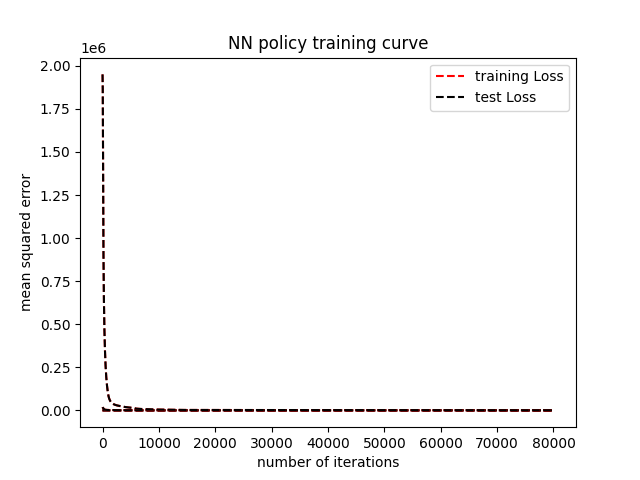 NN policy training curve
1e6
2.00
1.75
1.50
1.25
1.00
0.75
0.50
0.25
0.00
mean squared error
training Loss
test Loss
0 10000 20000 30000 40000 50000 60000 70000 80000
number of iterations